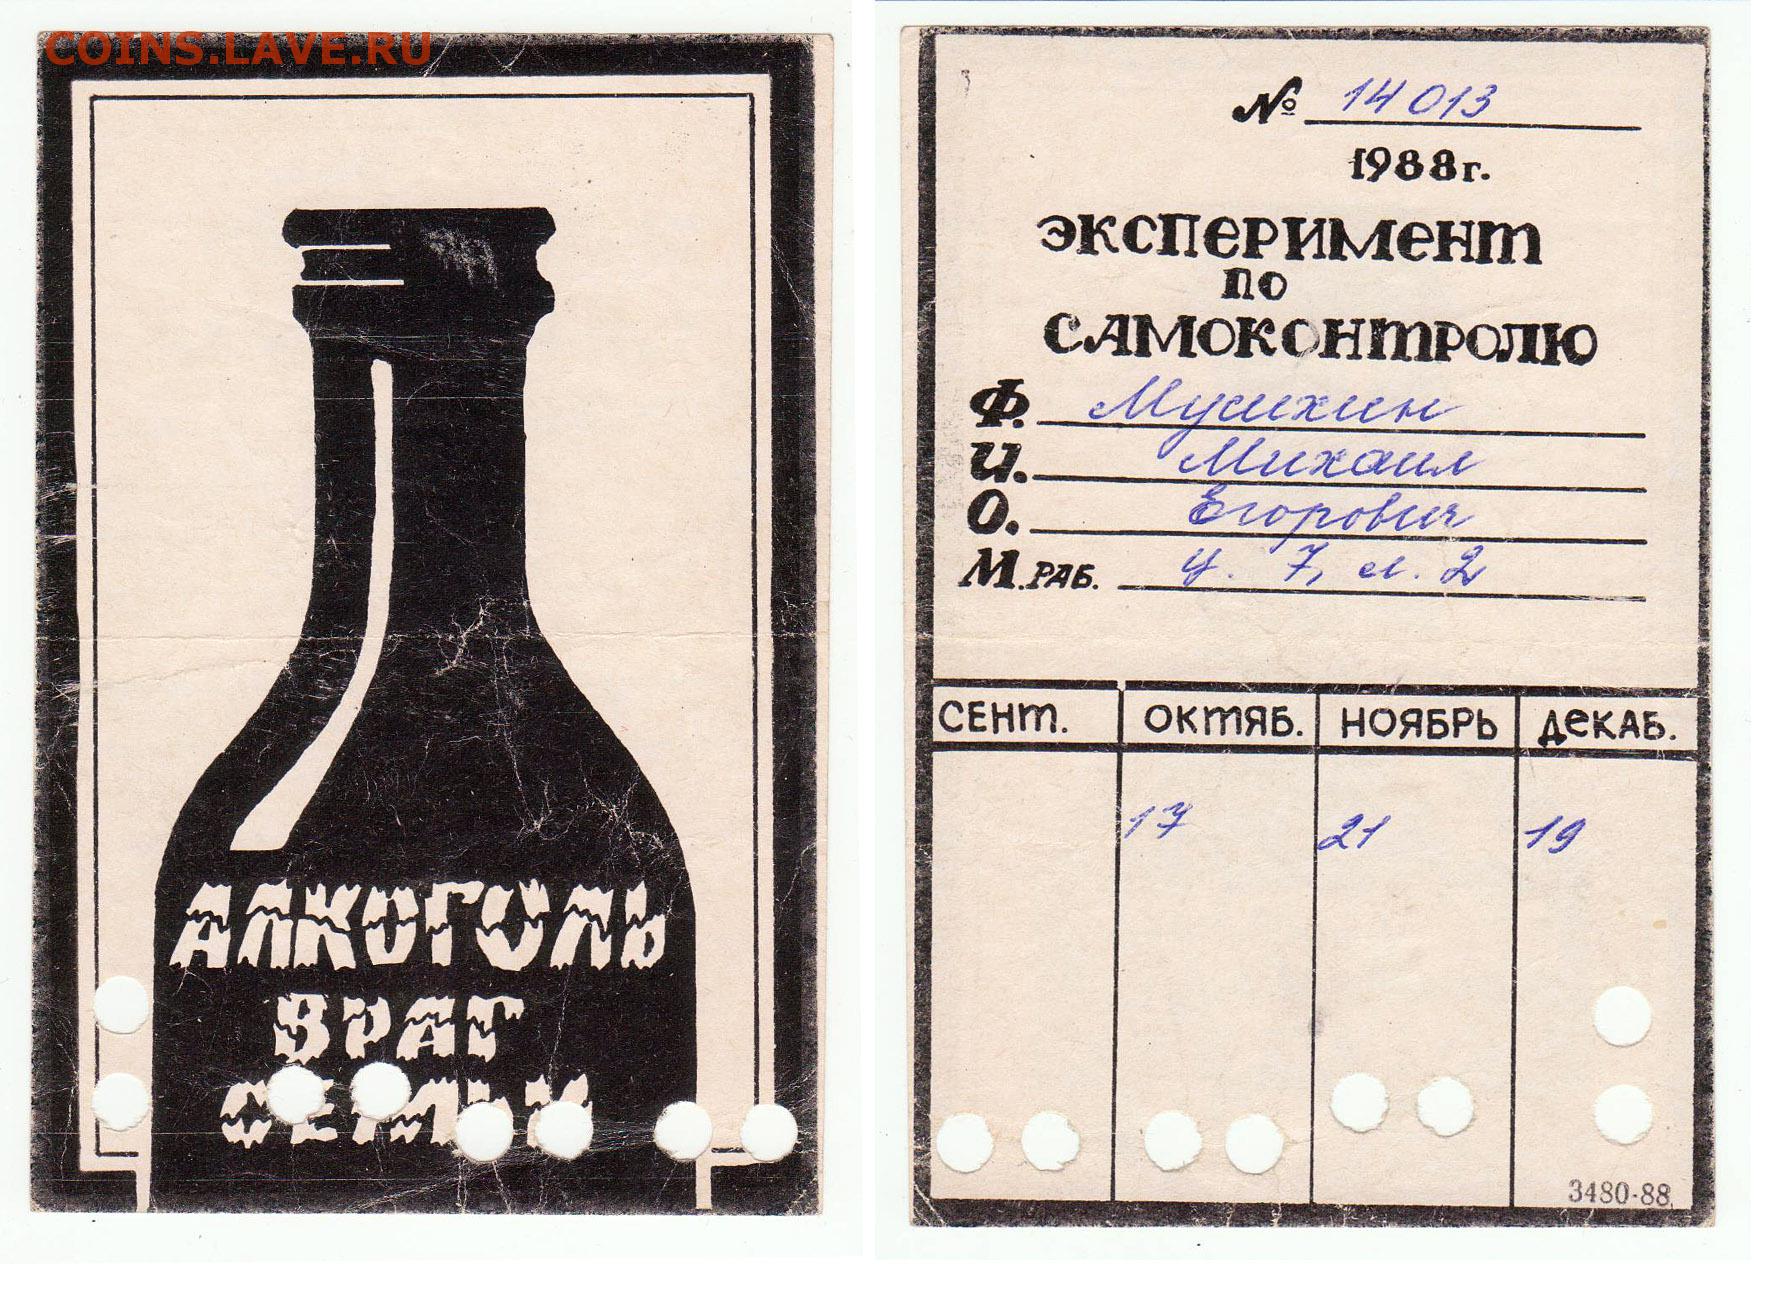 COINS.LAVE.RU
АЛКОГОЛЬ
ВРАГ
СЕМЬИ
№ 14013
1988г.
ЭКСПЕРИМЕНТ
ПО
САМОКОНТРОЛЮ
Ф. Мусихин
И. Михаил
О. Егорович
М.РАБ. ц. 7, м. 2
СЕНТ. ОКТЯБ. НОЯБРЬ ДЕКАБ.
17 21 19
3480-88